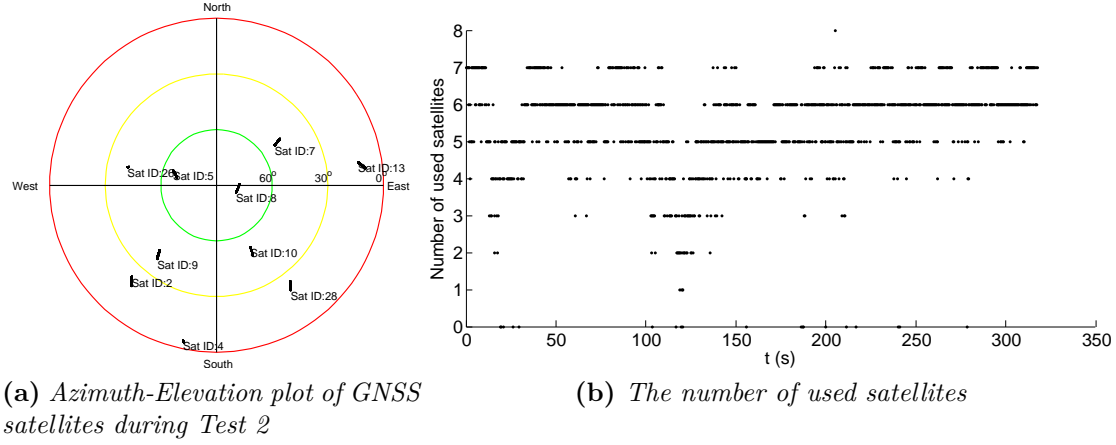 North
Sat ID:7
Sat ID:13
Sat ID:26
Sat ID:5
60°
30°
0°
West
East
Sat ID:8
Sat ID:10
Sat ID:9
Sat ID:2
Sat ID:28
Sat ID:4
South
8
7
6
5
4
3
2
1
0
Number of used satellites
0
50
100
150
200
250
300
350
t (s)
(a) Azimuth-Elevation plot of GNSS
satellites during Test 2
(b) The number of used satellites